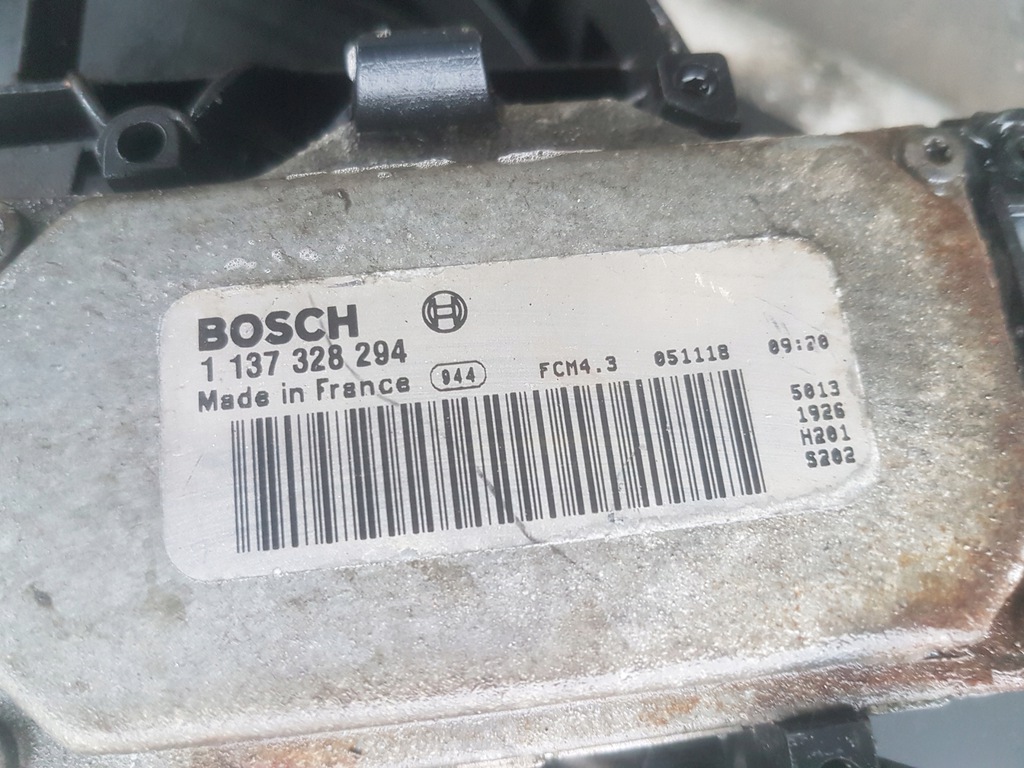 BOSCH
1 137 328 294
Made in France 944 FCM4.3 051118 09:20
5013
1926
H201
S202